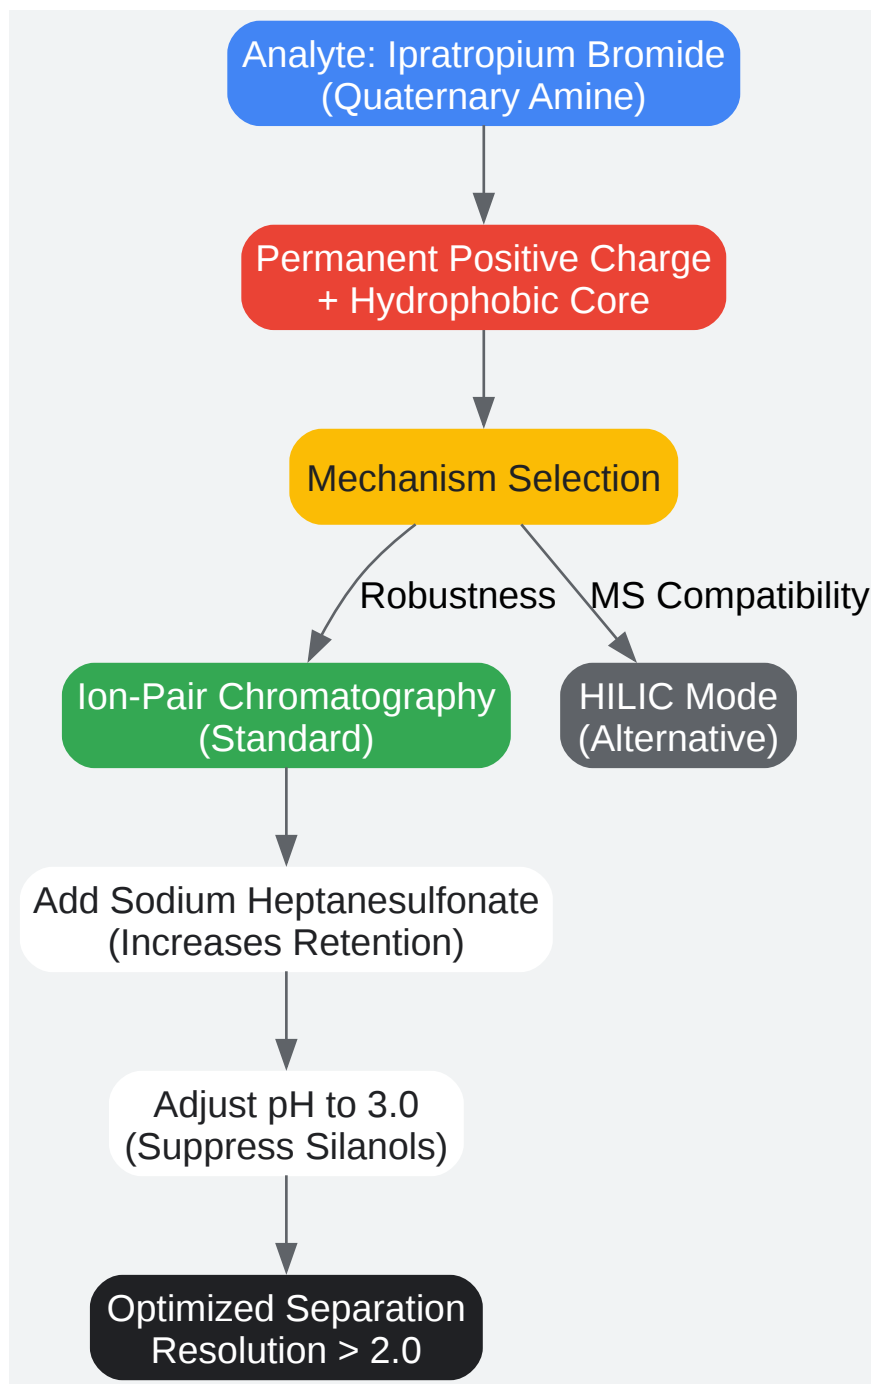 Analyte: Ipratropium Bromide
(Quaternary Amine)
Permanent Positive Charge
+ Hydrophobic Core
Mechanism Selection
Robustness
MS Compatibility
Ion-Pair Chromatography
(Standard)
HILIC Mode
(Alternative)
Add Sodium Heptanesulfonate
(Increases Retention)
Adjust pH to 3.0
(Suppress Silanols)
Optimized Separation
Resolution > 2.0